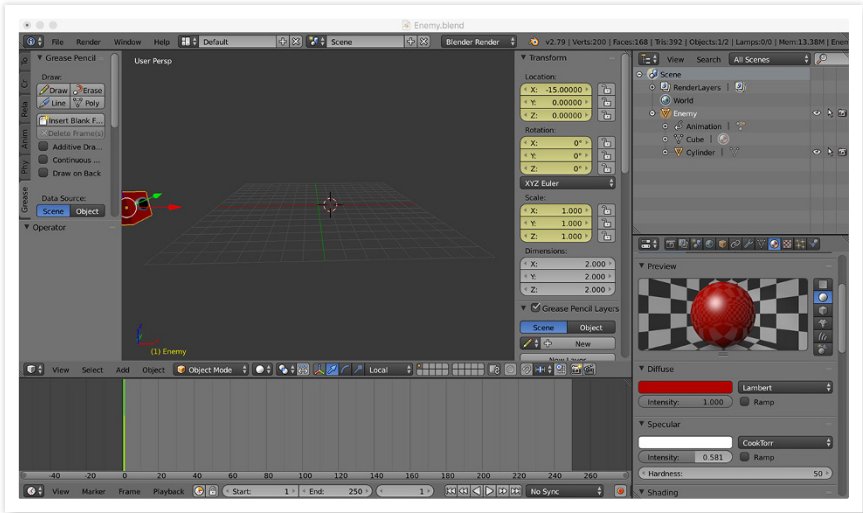 Enemy.blend
File Render Window Help Default Scene Blender Render v2.79 | Verts:200 | Faces:168 | Tris:392 | Objects:1/2 | Lamps:0/0 | Mem:13.38M | Enem
Grease Pencil
Draw:
Draw Erase
Line Poly
Insert Blank F...
Delete Frame(s)
Additive Dra...
Continuous ...
Draw on Back
Data Source:
Scene Object
Operator
To
Cr
Rela
Anim
Phy
Grease
User Persp
(1) Enemy
Transform
Location:
X: -15.00000
Y: 0.00000
Z: 0.00000
Rotation:
X: 0°
Y: 0°
Z: 0°
XYZ Euler
Scale:
X: 1.000
Y: 1.000
Z: 1.000
Dimensions:
X: 2.000
Y: 2.000
Z: 2.000
Grease Pencil Layers
Scene Object
New
New Layer
View Search All Scenes
Scene
RenderLayers |
World
Enemy
Animation |
Cube |
Cylinder |
Preview
Diffuse
Lambert
Intensity: 1.000 Ramp
Specular
CookTorr
Intensity: 0.581 Ramp
Hardness: 50
Shading
View Select Add Object Object Mode Local
-40 -20 0 20 40 60 80 100 120 140 160 180 200 220 240 260
View Marker Frame Playback Start: 1 End: 250 1 No Sync